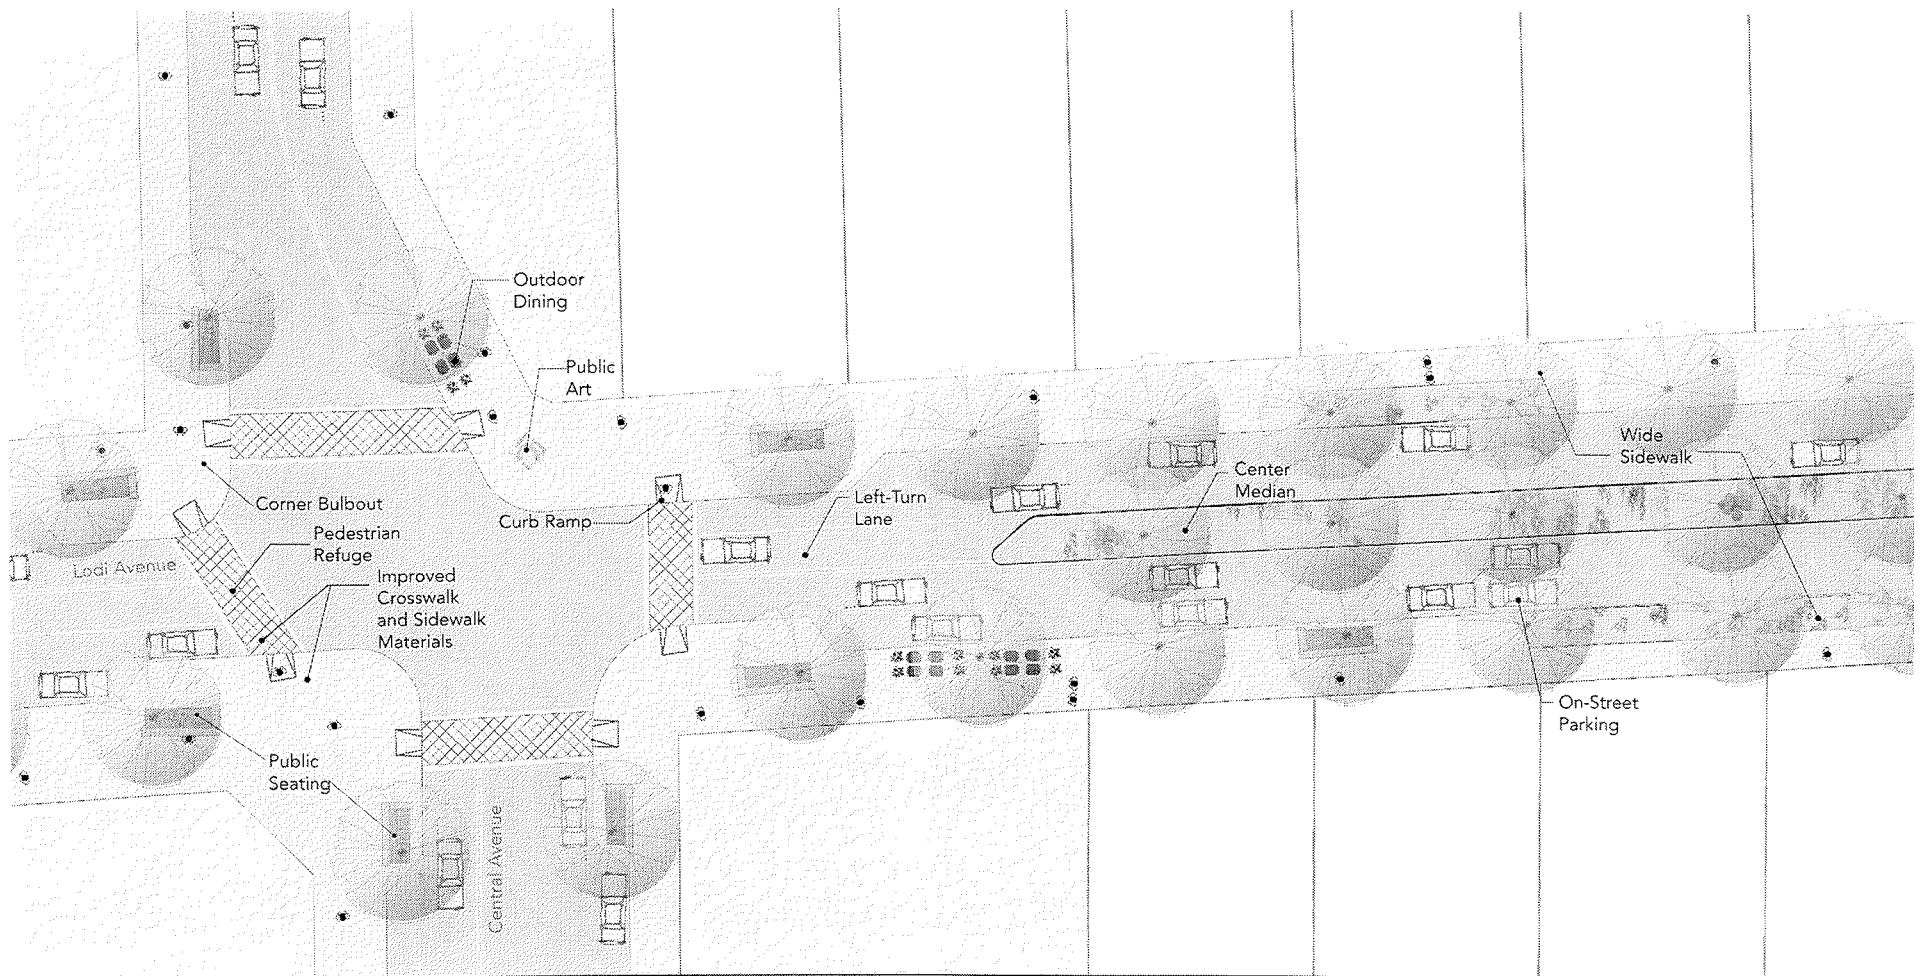 Outdoor
Dining
Public
Art
Wide
Sidewalk
Center
Median
Left-Turn
Lane
Corner Bulbout
Curb Ramp
Pedestrian
Refuge
Lodi Avenue
Improved
Crosswalk
and Sidewalk
Materials
On-Street
Parking
Public
Seating
Central Avenue